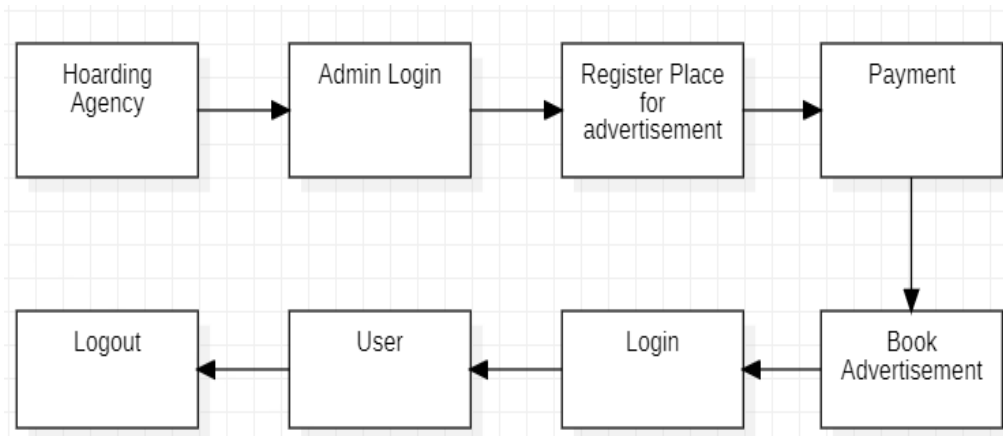 Hoarding
Agency
Admin Login
Register Place
for
advertisement
Payment
Logout
User
Login
Book
Advertisement